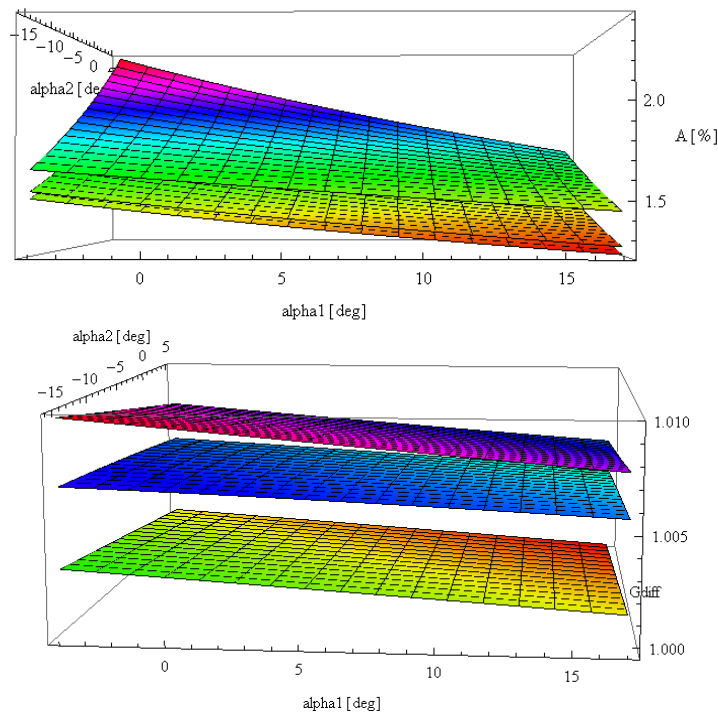 -15
-10
-5
0
alpha2 [ de
2.0
A [ % ]
1.5
0 5 10 15
alpha1 [ deg ]
alpha2 [ deg ]
-15 -10 -5 0 5
1.010
1.005
Gdiff
1.000
0 5 10 15
alpha1 [ deg ]